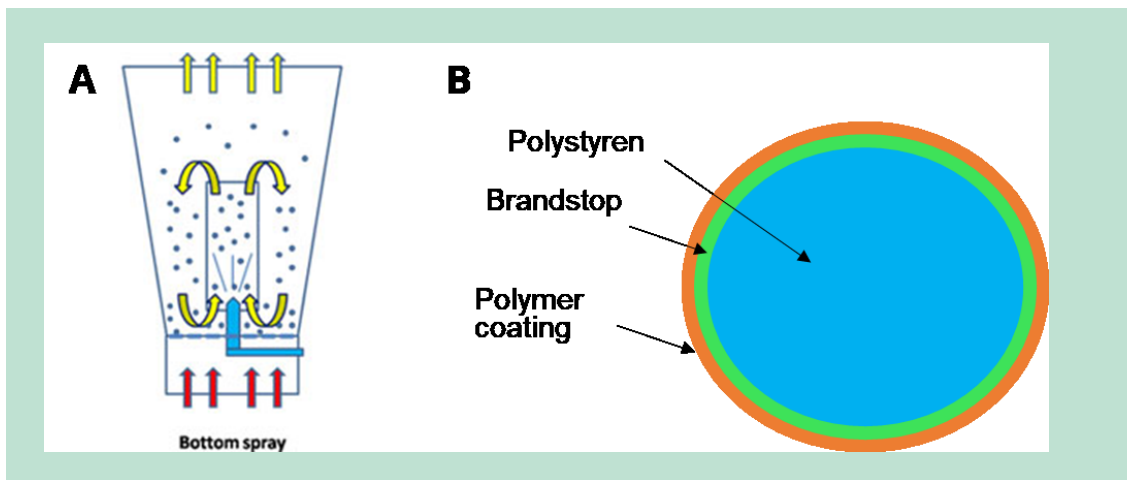 A
B
Polystyren
Brandstop
Polymer
coating
Bottom spray